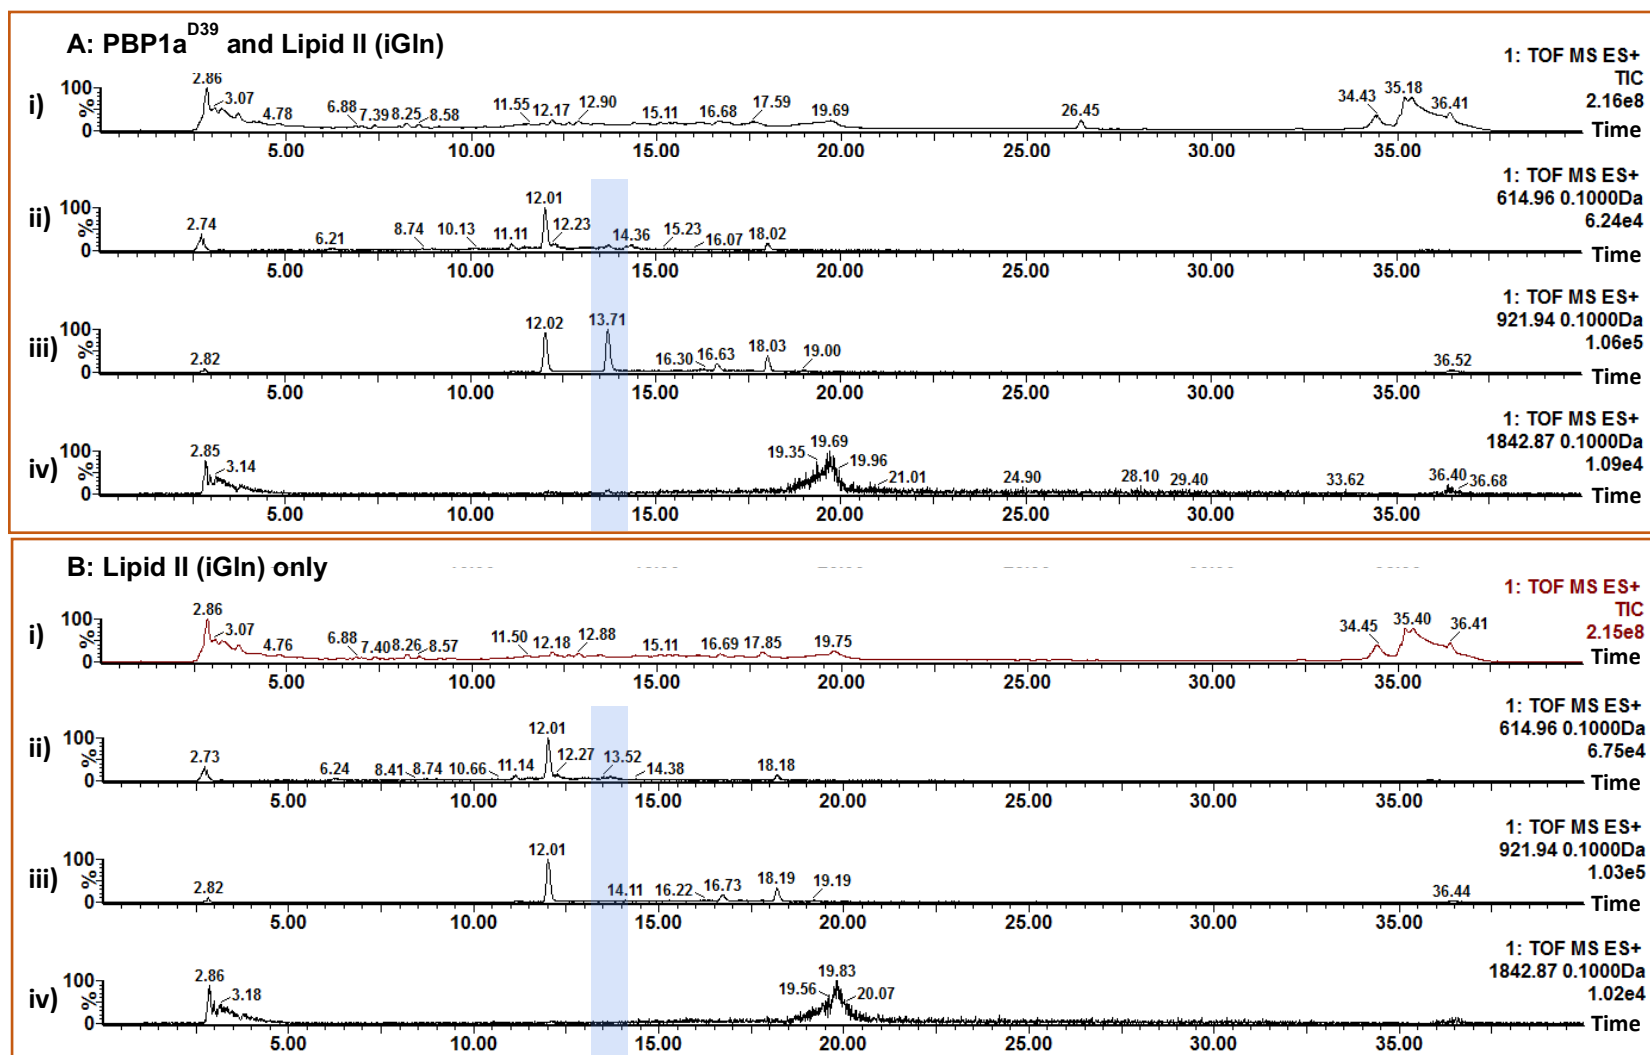 A: PBP1a^D39 and Lipid II (iGln)
1: TOF MS ES+
TIC
2.16e8
i)
100
%
0
2.86 3.07 4.78 6.88 7.39 8.25 8.58 11.55 12.17 12.90 15.11 16.68 17.59 19.69 26.45 34.43 35.18 36.41
5.00 10.00 15.00 20.00 25.00 30.00 35.00
Time
1: TOF MS ES+
614.96 0.1000Da
6.24e4
ii)
100
%
0
2.74 6.21 8.74 10.13 11.11 12.01 12.23 14.36 15.23 16.07 18.02
5.00 10.00 15.00 20.00 25.00 30.00 35.00
Time
1: TOF MS ES+
921.94 0.1000Da
1.06e5
iii)
100
%
0
2.82 12.02 13.71 16.30 16.63 18.03 19.00 36.52
5.00 10.00 15.00 20.00 25.00 30.00 35.00
Time
1: TOF MS ES+
1842.87 0.1000Da
1.09e4
iv)
100
%
0
2.85 3.14 19.35 19.69 19.96 21.01 24.90 28.10 29.40 33.62 36.40 36.68
5.00 10.00 15.00 20.00 25.00 30.00 35.00
Time
B: Lipid II (iGln) only
1: TOF MS ES+
TIC
2.15e8
i)
100
%
0
2.86 3.07 4.76 6.88 7.40 8.26 8.57 11.50 12.18 12.88 15.11 16.69 17.85 19.75 34.45 35.40 36.41
5.00 10.00 15.00 20.00 25.00 30.00 35.00
Time
1: TOF MS ES+
614.96 0.1000Da
6.75e4
ii)
100
%
0
2.73 6.24 8.41 8.74 10.66 11.14 12.01 12.27 13.52 14.38 18.18
5.00 10.00 15.00 20.00 25.00 30.00 35.00
Time
1: TOF MS ES+
921.94 0.1000Da
1.03e5
iii)
100
%
0
2.82 12.01 14.11 16.22 16.73 18.19 19.19 36.44
5.00 10.00 15.00 20.00 25.00 30.00 35.00
Time
1: TOF MS ES+
1842.87 0.1000Da
1.02e4
iv)
100
%
0
2.86 3.18 19.56 19.83 20.07
5.00 10.00 15.00 20.00 25.00 30.00 35.00
Time